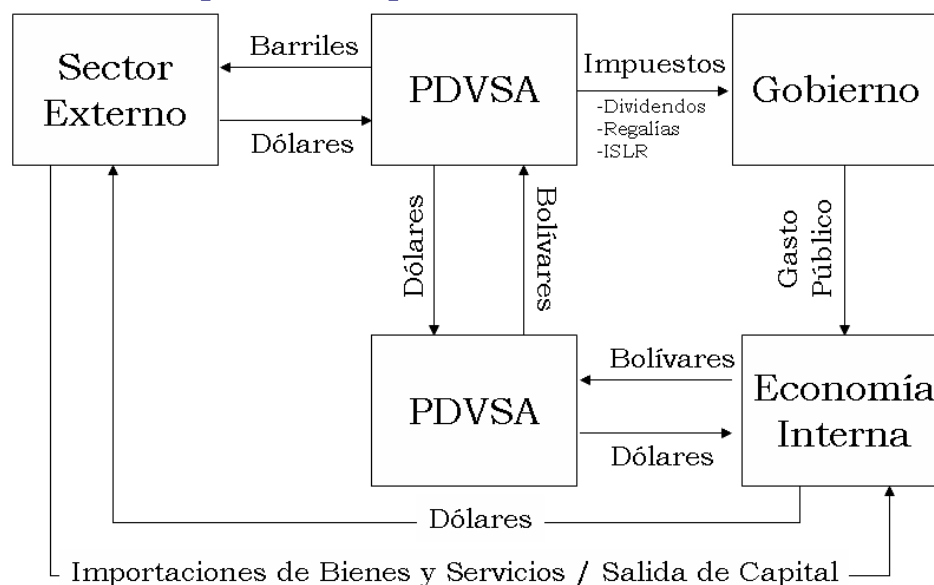 Sector
Externo
Barriles
Dólares
PDVSA
Impuestos
-Dividendos
-Regalías
-ISLR
Gobierno
Dólares
Bolívares
Gasto
Público
PDVSA
Bolívares
Dólares
Economía
Interna
Dólares
Importaciones de Bienes y Servicios / Salida de Capital